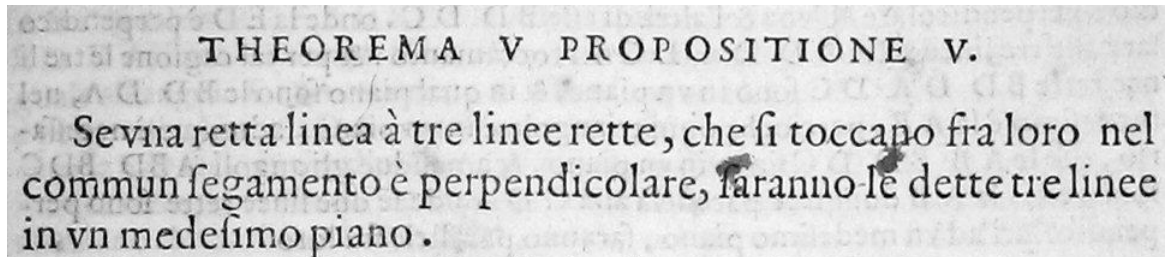 THEOREMA V PROPOSITIONE V.
Se vna retta linea à tre linee rette, che ſi toccano fra loro nel
commun ſegamento è perpendicolare, ſaranno le dette tre linee
in vn medeſimo piano.